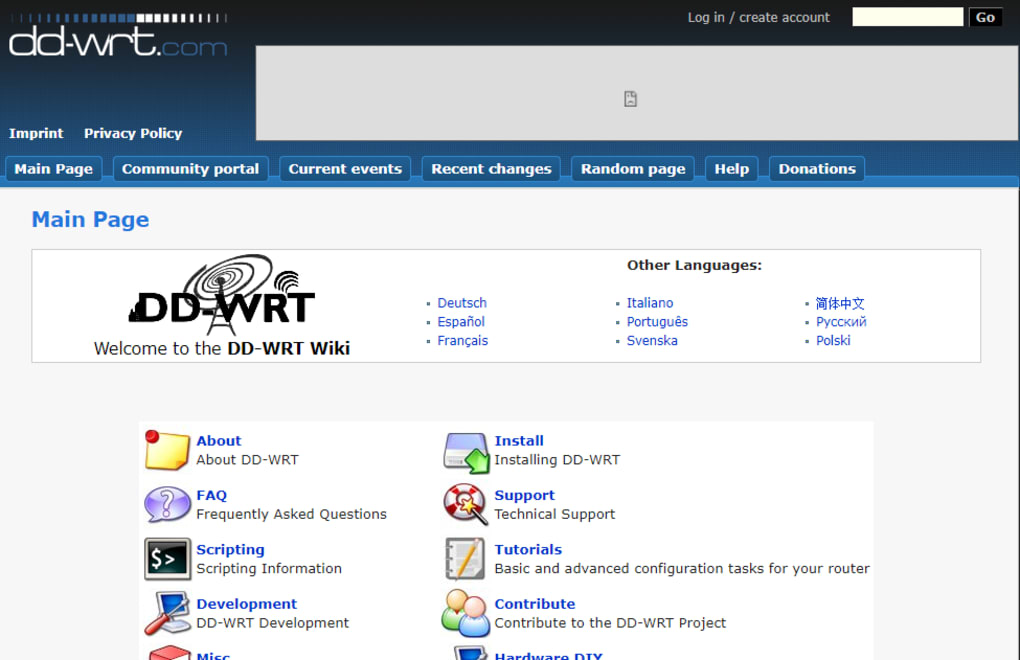 Log in / create account
Go
dd-wrt.com
Imprint Privacy Policy
Main Page Community portal Current events Recent changes Random page Help Donations
Main Page
DD-WRT
Welcome to the DD-WRT Wiki
Other Languages:
Deutsch Italiano 简体中文
Español Português Русский
Français Svenska Polski
About
About DD-WRT
Install
Installing DD-WRT
FAQ
Frequently Asked Questions
Support
Technical Support
$>
Scripting
Scripting Information
Tutorials
Basic and advanced configuration tasks for your router
Development
DD-WRT Development
Contribute
Contribute to the DD-WRT Project
Misc
Hardware DIY